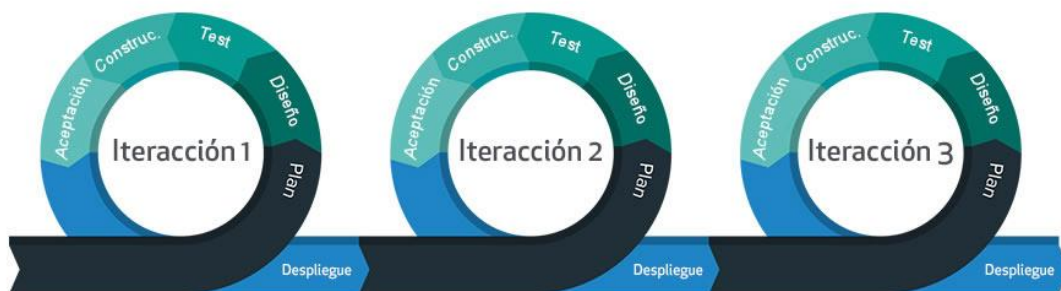 Aceptación
Construc.
Test
Diseño
Plan
Iteracción 1
Despliegue
Aceptación
Construc.
Test
Diseño
Plan
Iteracción 2
Despliegue
Aceptación
Construc.
Test
Diseño
Plan
Iteracción 3
Despliegue